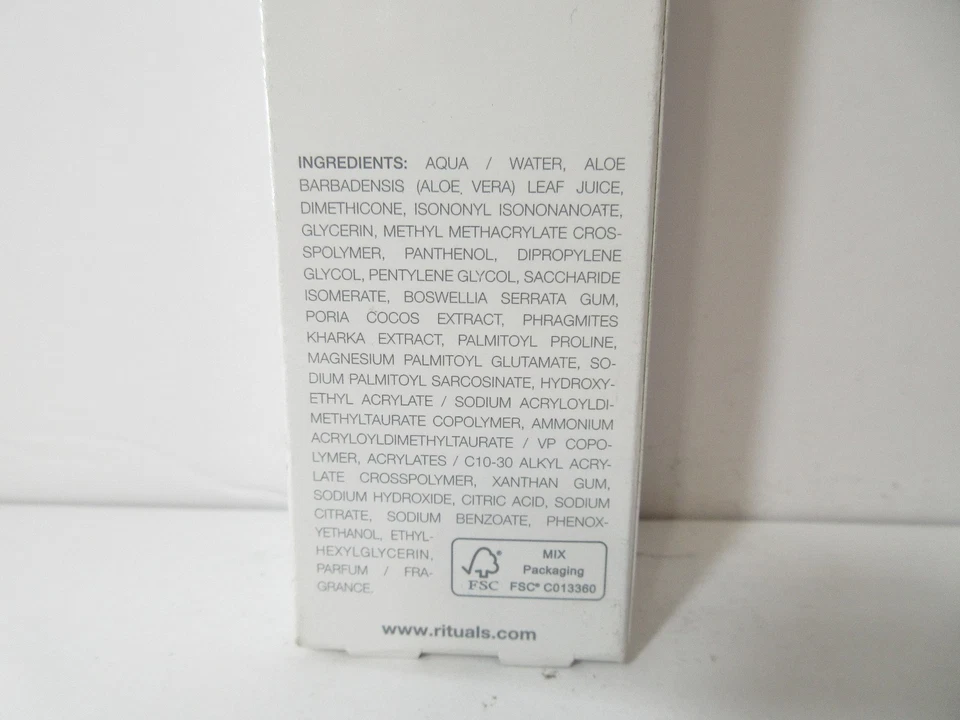 INGREDIENTS: AQUA / WATER, ALOE
BARBADENSIS (ALOE VERA) LEAF JUICE,
DIMETHICONE, ISONONYL ISONONANOATE,
GLYCERIN, METHYL METHACRYLATE CROS-
SPOLYMER, PANTHENOL, DIPROPYLENE
GLYCOL, PENTYLENE GLYCOL, SACCHARIDE
ISOMERATE, BOSWELLIA SERRATA GUM,
PORIA COCOS EXTRACT, PHRAGMITES
KHARKA EXTRACT, PALMITOYL PROLINE,
MAGNESIUM PALMITOYL GLUTAMATE, SO-
DIUM PALMITOYL SARCOSINATE, HYDROXY-
ETHYL ACRYLATE / SODIUM ACRYLOYLDI-
METHYLTAURATE COPOLYMER, AMMONIUM
ACRYLOYLDIMETHYLTAURATE / VP COPO-
LYMER, ACRYLATES / C10-30 ALKYL ACRY-
LATE CROSSPOLYMER, XANTHAN GUM,
SODIUM HYDROXIDE, CITRIC ACID, SODIUM
CITRATE, SODIUM BENZOATE, PHENOX-
YETHANOL, ETHYL-
HEXYLGLYCERIN,
PARFUM / FRA-
GRANCE.
FSC
MIX
Packaging
FSC® C013360
www.rituals.com